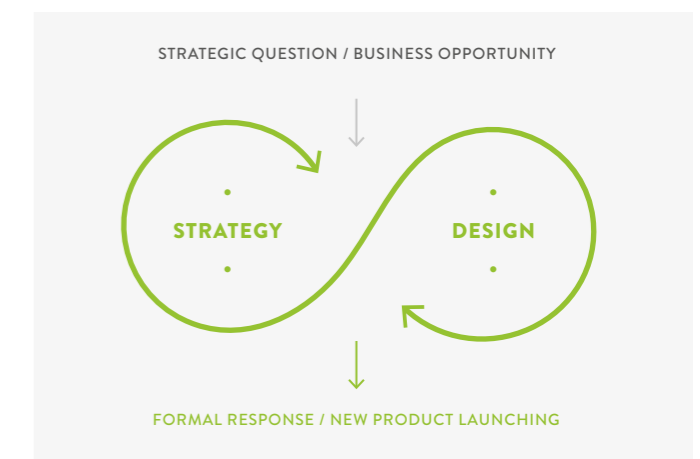 STRATEGIC QUESTION / BUSINESS OPPORTUNITY
STRATEGY
DESIGN
FORMAL RESPONSE / NEW PRODUCT LAUNCHING